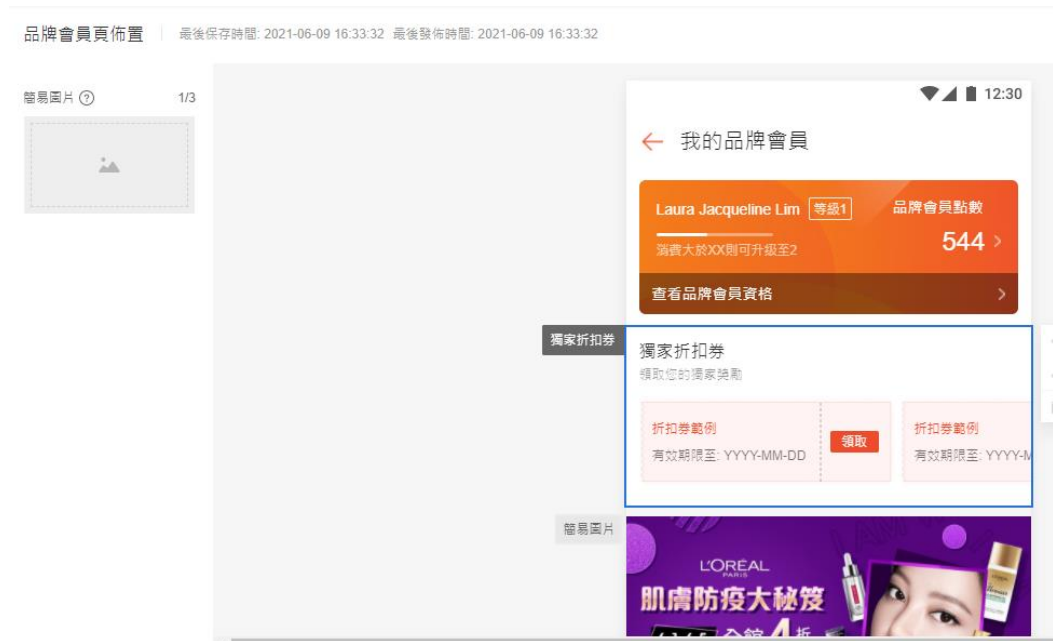 品牌會員頁佈置
最後保存時間: 2021-06-09 16:33:32 最後發佈時間: 2021-06-09 16:33:32
簡易圖片 ?
1/3
12:30
← 我的品牌會員
Laura Jacqueline Lim 等級1
品牌會員點數
544 >
消費大於XX則可升級至2
查看品牌會員資格 >
獨家折扣券
獨家折扣券
領取您的獨家獎勵
折扣券範例
有效期限至: YYYY-MM-DD
領取
折扣券範例
有效期限至: YYYY-M
簡易圖片
L'ORÉAL
PARIS
肌膚防疫大秘笈
全館4折